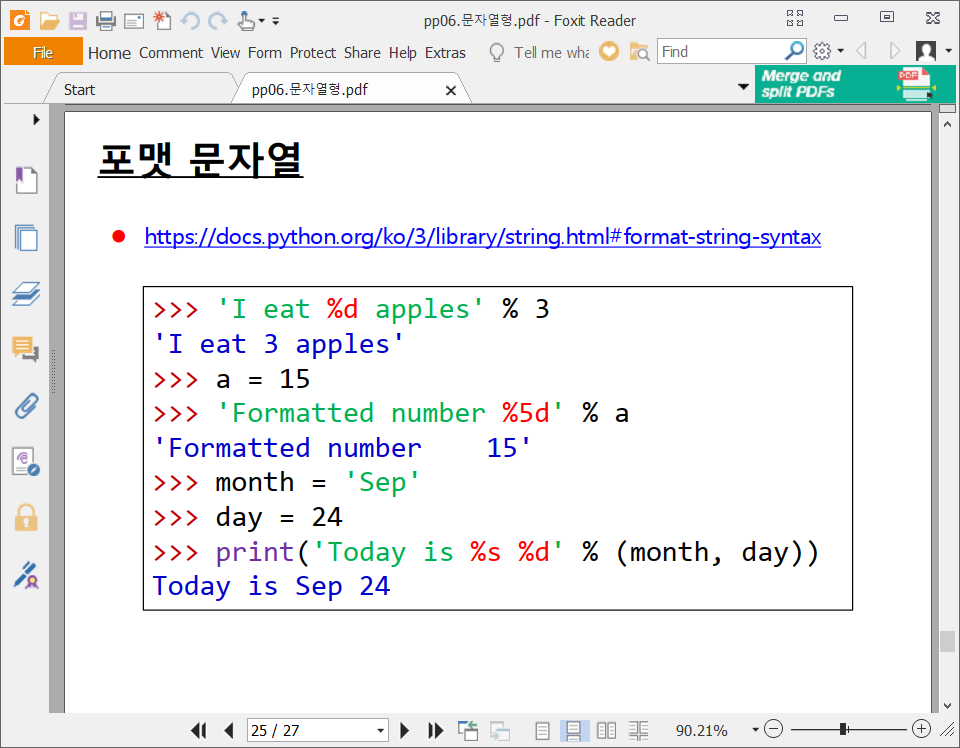 pp06.문자열형.pdf - Foxit Reader
File Home Comment View Form Protect Share Help Extras Tell me wha Find
Start pp06.문자열형.pdf
Merge and
split PDFs
PDF
포맷 문자열
https://docs.python.org/ko/3/library/string.html#format-string-syntax
>>> 'I eat %d apples' % 3
'I eat 3 apples'
>>> a = 15
>>> 'Formatted number %5d' % a
'Formatted number    15'
>>> month = 'Sep'
>>> day = 24
>>> print('Today is %s %d' % (month, day))
Today is Sep 24
25 / 27 90.21%